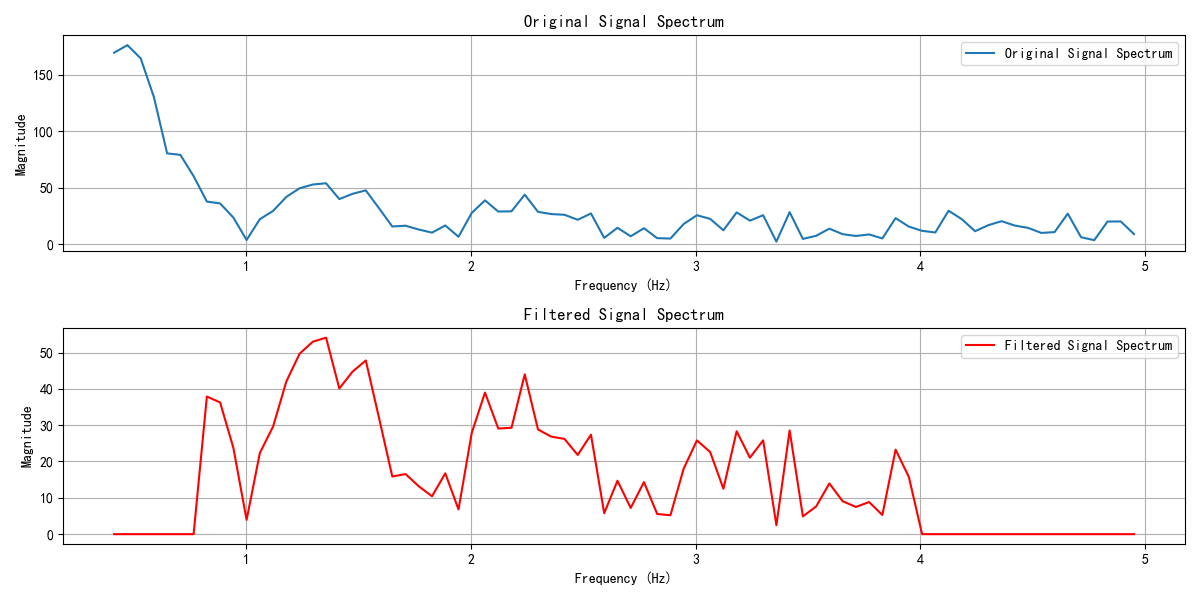 Original Signal Spectrum
Original Signal Spectrum
Magnitude
150
100
50
0
1 2 3 4 5
Frequency (Hz)
Filtered Signal Spectrum
Filtered Signal Spectrum
Magnitude
50
40
30
20
10
0
1 2 3 4 5
Frequency (Hz)